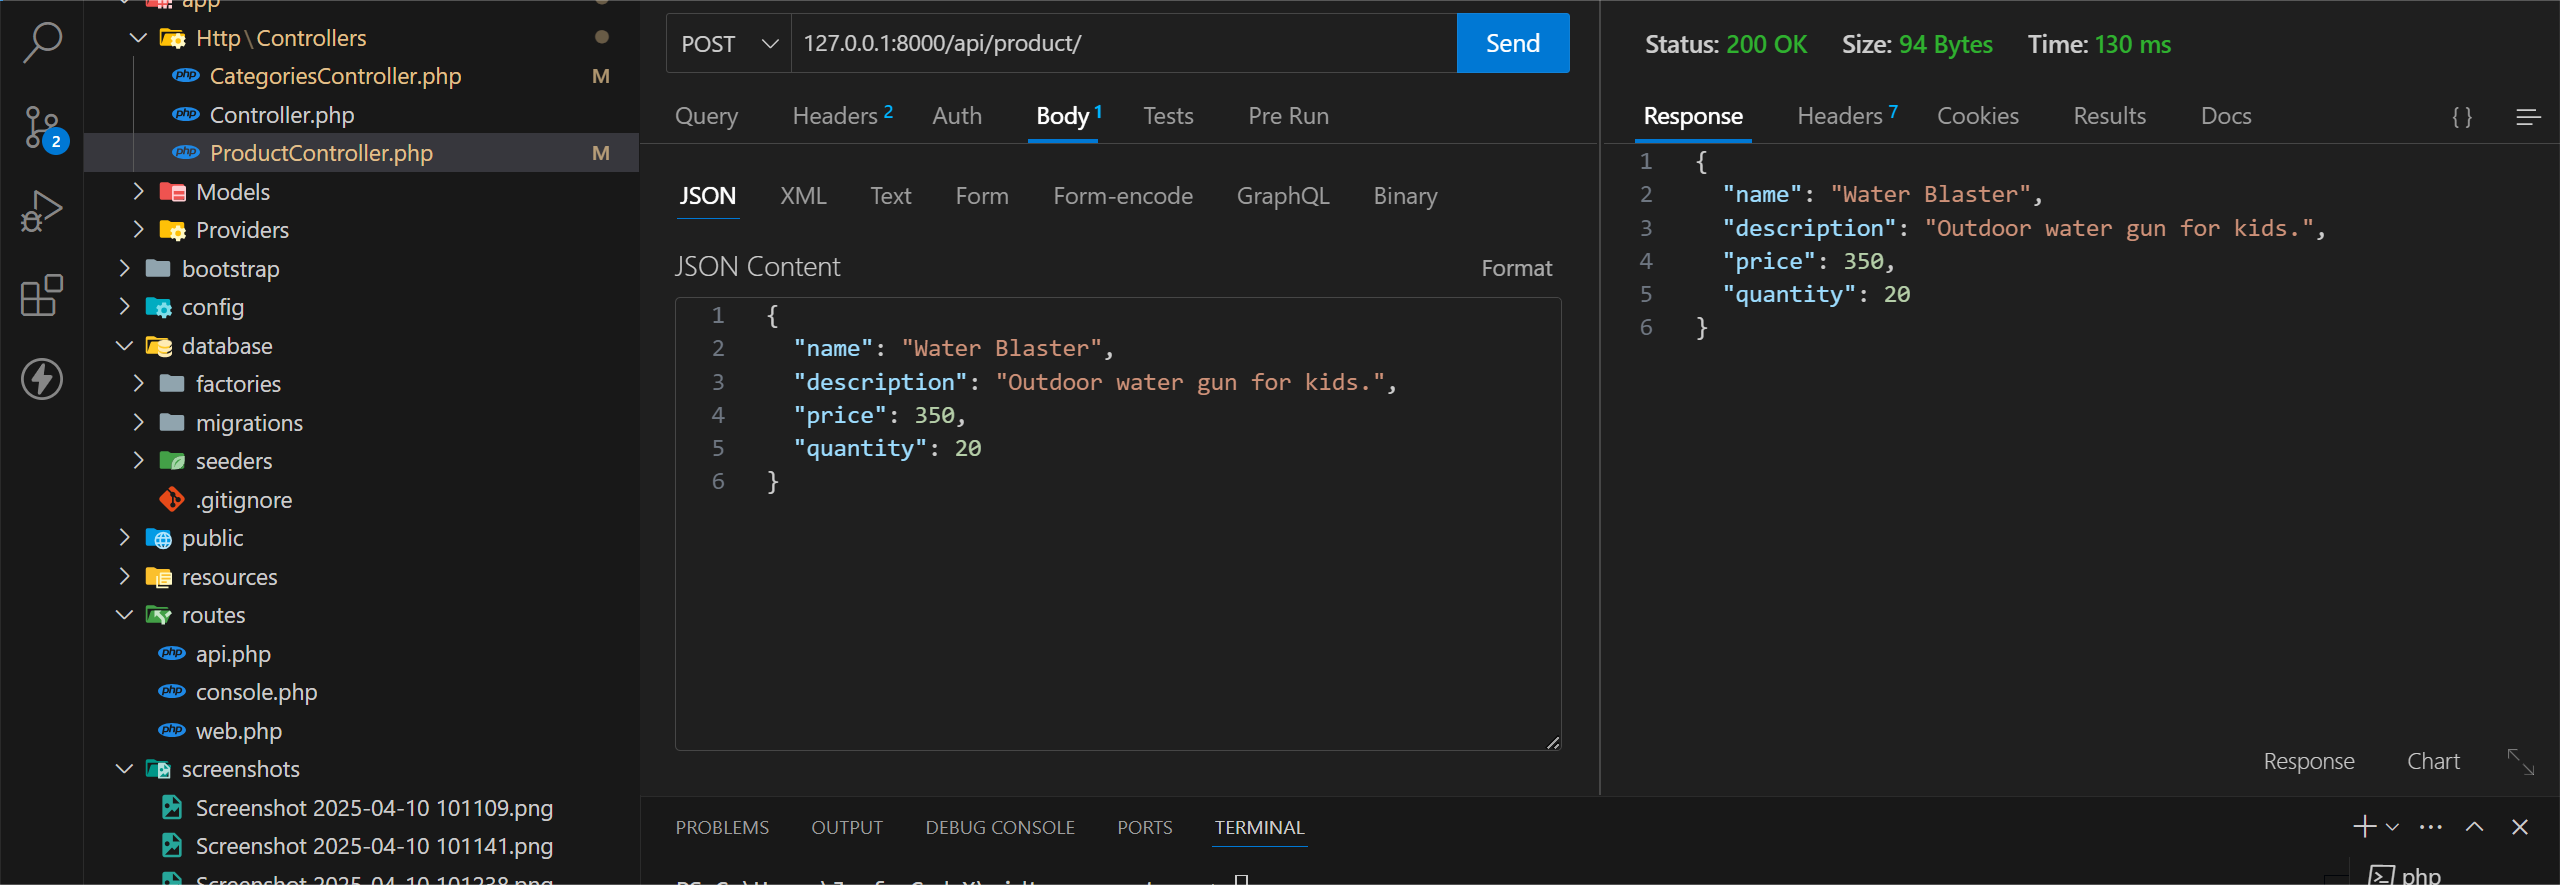 app
Http\Controllers
CategoriesController.php M
Controller.php
ProductController.php M
Models
Providers
bootstrap
config
database
factories
migrations
seeders
.gitignore
public
resources
routes
api.php
console.php
web.php
screenshots
Screenshot 2025-04-10 101109.png
Screenshot 2025-04-10 101141.png
Screenshot 2025-04-10 101238.png
2
POST 127.0.0.1:8000/api/product/ Send
Query Headers 2 Auth Body 1 Tests Pre Run
JSON XML Text Form Form-encode GraphQL Binary
JSON Content Format
1 {
2 "name": "Water Blaster",
3 "description": "Outdoor water gun for kids.",
4 "price": 350,
5 "quantity": 20
6 }
Status: 200 OK Size: 94 Bytes Time: 130 ms
Response Headers 7 Cookies Results Docs {}
1 {
2 "name": "Water Blaster",
3 "description": "Outdoor water gun for kids.",
4 "price": 350,
5 "quantity": 20
6 }
Response Chart
PROBLEMS OUTPUT DEBUG CONSOLE PORTS TERMINAL
php